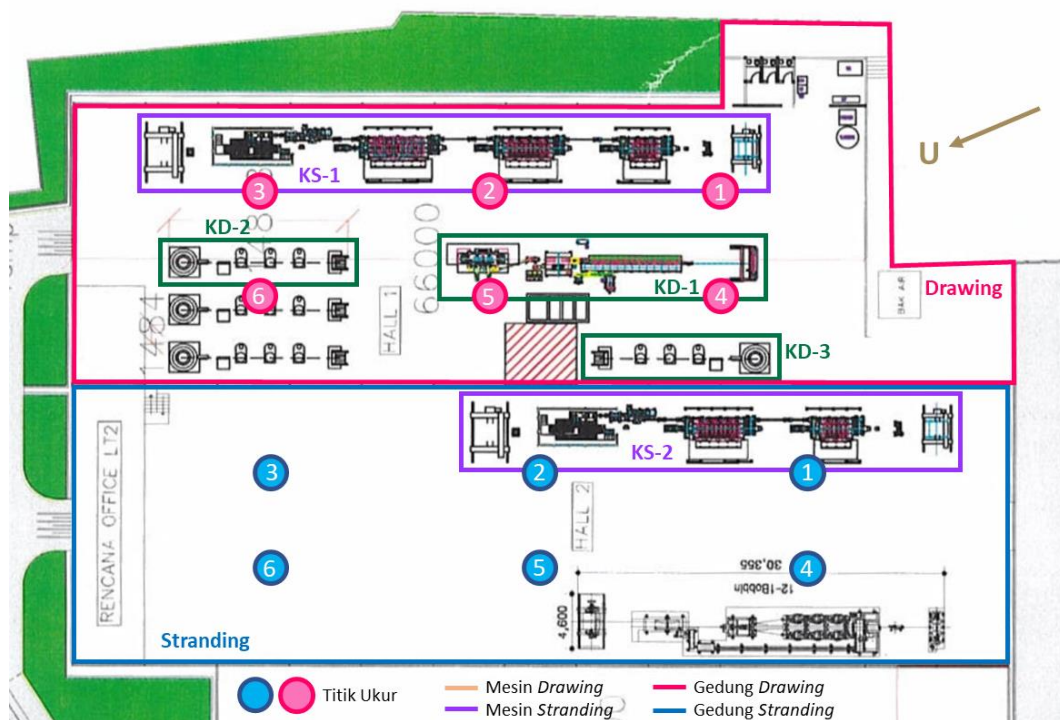 KS-1
3
2
1
U
KD-2
1484
66000
HALL 1
6
5
KD-1
4
BAK AIR
Drawing
KD-3
RENCANA OFFICE LT2
KS-2
3
2
1
HALL 2
6
5
4
30,355
12-1Bobbin
4,600
Stranding
Titik Ukur
Mesin Drawing
Gedung Drawing
Mesin Stranding
Gedung Stranding